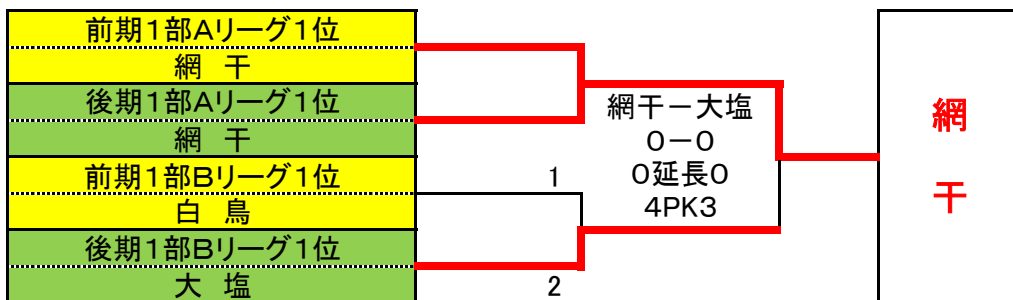 前期1部Aリーグ1位
網 干
後期1部Aリーグ1位
網 干
前期1部Bリーグ1位
白 鳥
後期1部Bリーグ1位
大 塩
1
2
網干－大塩
0－0
0延長0
4PK3
網
干